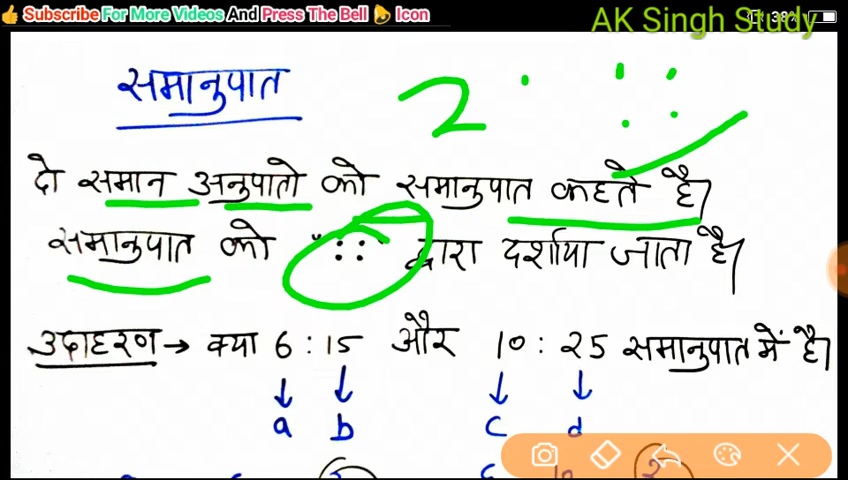 Subscribe For More Videos And Press The Bell Icon
AK Singh Study
38%
समानुपात
2
दो समान अनुपातो को समानुपात कहते है।
समानुपात को "::" द्वारा दर्शाया जाता है।
उदाहरण → क्या 6 : 15 और 10 : 25 समानुपात में है।
a b c d